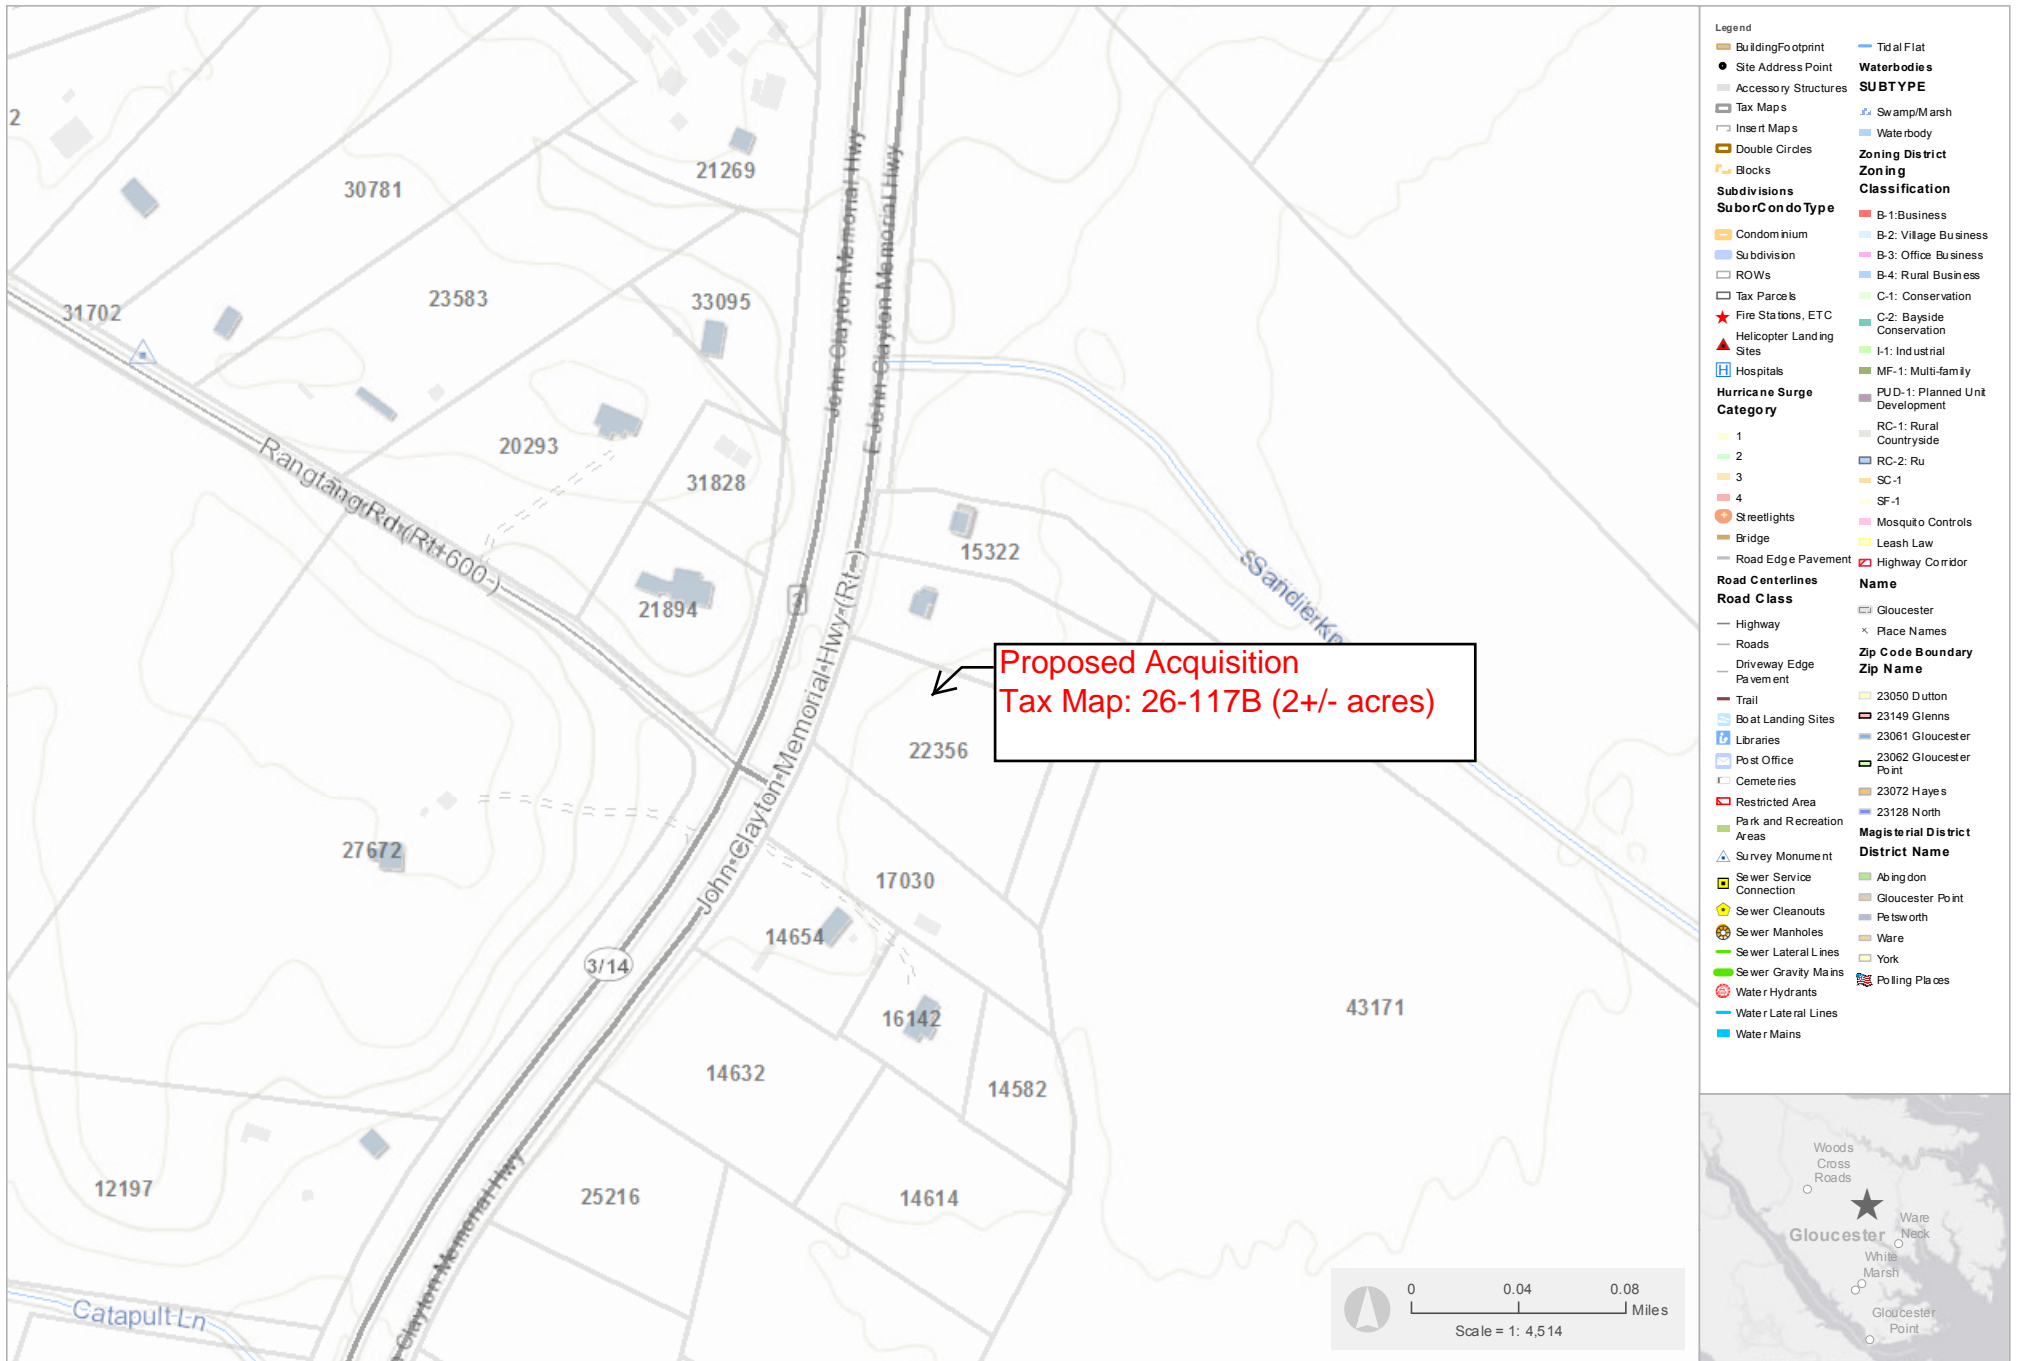 2
30781
21269
31702
23583
33095
20293
31828
Rangtang Rd (Rt 600)
21894
John Clayton Memorial Hwy
E John Clayton Memorial Hwy
3
15322
John Clayton Memorial Hwy (Rt )
Proposed Acquisition
Tax Map: 26-117B (2+/- acres)
22356
27672
17030
14654
3/14
16142
43171
14632
14582
12197
25216
14614
Clayton Memorial Hwy
Catapult Ln
0 0.04 0.08
Miles
Scale = 1: 4,514
Legend
BuildingFootprint
Site Address Point
Accessory Structures
Tax Maps
Insert Maps
Double Circles
Blocks
Subdivisions
SuborCondoType
Condominium
Subdivision
ROWs
Tax Parcels
Fire Stations, ETC
Helicopter Landing
Sites
H
Hospitals
Hurricane Surge
Category
1
2
3
4
Streetlights
Bridge
Road Edge Pavement
Road Centerlines
Road Class
Highway
Roads
Driveway Edge
Pavement
Trail
Boat Landing Sites
Libraries
Post Office
Cemeteries
Restricted Area
Park and Recreation
Areas
Survey Monument
Sewer Service
Connection
Sewer Cleanouts
Sewer Manholes
Sewer Lateral Lines
Sewer Gravity Mains
Water Hydrants
Water Lateral Lines
Water Mains
Tidal Flat
Waterbodies
SUBTYPE
Swamp/Marsh
Waterbody
Zoning District
Zoning
Classification
B-1:Business
B-2: Village Business
B-3: Office Business
B-4: Rural Business
C-1: Conservation
C-2: Bayside
Conservation
I-1: Industrial
MF-1: Multi-family
PUD-1: Planned Unit
Development
RC-1: Rural
Countryside
RC-2: Ru
SC-1
SF-1
Mosquito Controls
Leash Law
Highway Corridor
Name
Gloucester
Place Names
Zip Code Boundary
Zip Name
23050 Dutton
23149 Glenns
23061 Gloucester
23062 Gloucester
Point
23072 Hayes
23128 North
Magisterial District
District Name
Abingdon
Gloucester Point
Petsworth
Ware
York
Polling Places
Woods
Cross
Roads
Gloucester
Ware
Neck
White
Marsh
Gloucester
Point